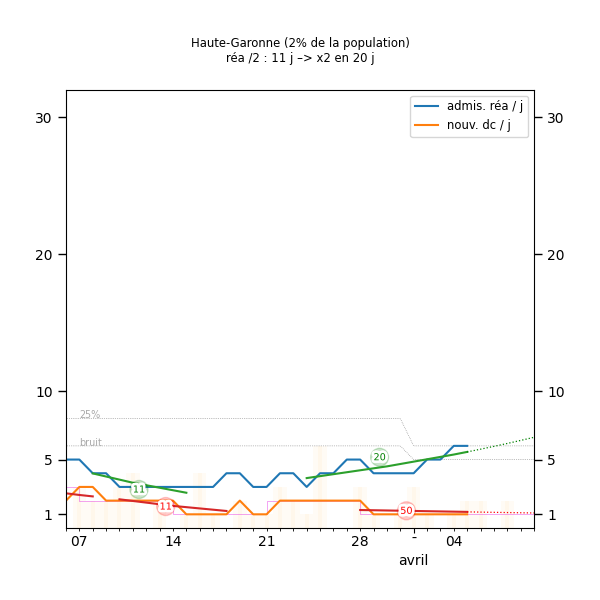 Haute-Garonne (2% de la population)
réa /2 : 11 j –> x2 en 20 j
admis. réa / j
nouv. dc / j
30 30
20 20
10 10
25%
bruit
5 5
20
11
11
50
1 1
07 14 21 28 - 04
avril